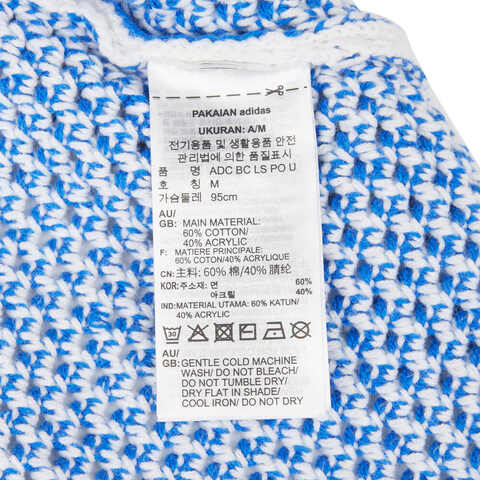 PAKAIAN adidas
UKURAN: A/M
전기용품 및 생활용품 안전
관리법에 의한 품질표시
품 명 ADC BC LS PO U
호 칭 M
가슴둘레 95cm
AU/
GB: MAIN MATERIAL:
60% COTTON/
40% ACRYLIC
F: MATIERE PRINCIPALE:
60% COTON/40% ACRYLIQUE
CN: 主料: 60% 棉/40% 腈纶
KOR: 주소재: 면 60%
아크릴 40%
IND: MATERIAL UTAMA: 60% KATUN/
40% ACRYLIC
30
AU/
GB: GENTLE COLD MACHINE
WASH/ DO NOT BLEACH/
DO NOT TUMBLE DRY/
DRY FLAT IN SHADE/
COOL IRON/ DO NOT DRY